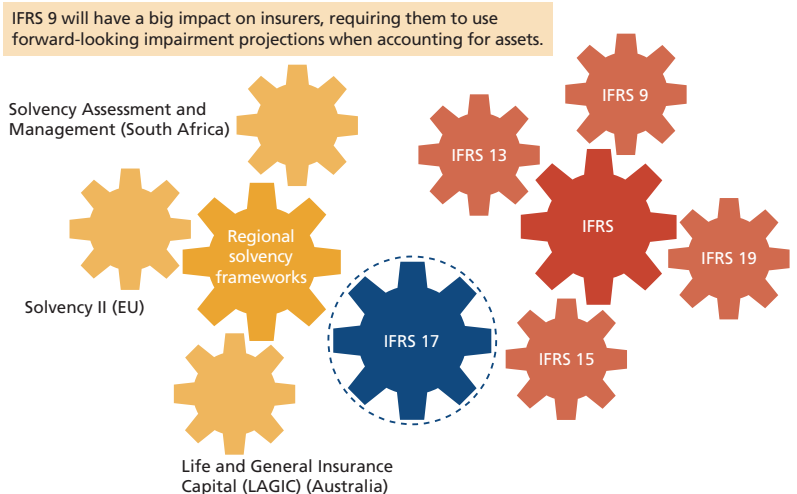 IFRS 9 will have a big impact on insurers, requiring them to use
forward-looking impairment projections when accounting for assets.
Solvency Assessment and
Management (South Africa)
IFRS 9
IFRS 13
Regional
solvency
frameworks
IFRS
IFRS 19
Solvency II (EU)
IFRS 17
IFRS 15
Life and General Insurance
Capital (LAGIC) (Australia)